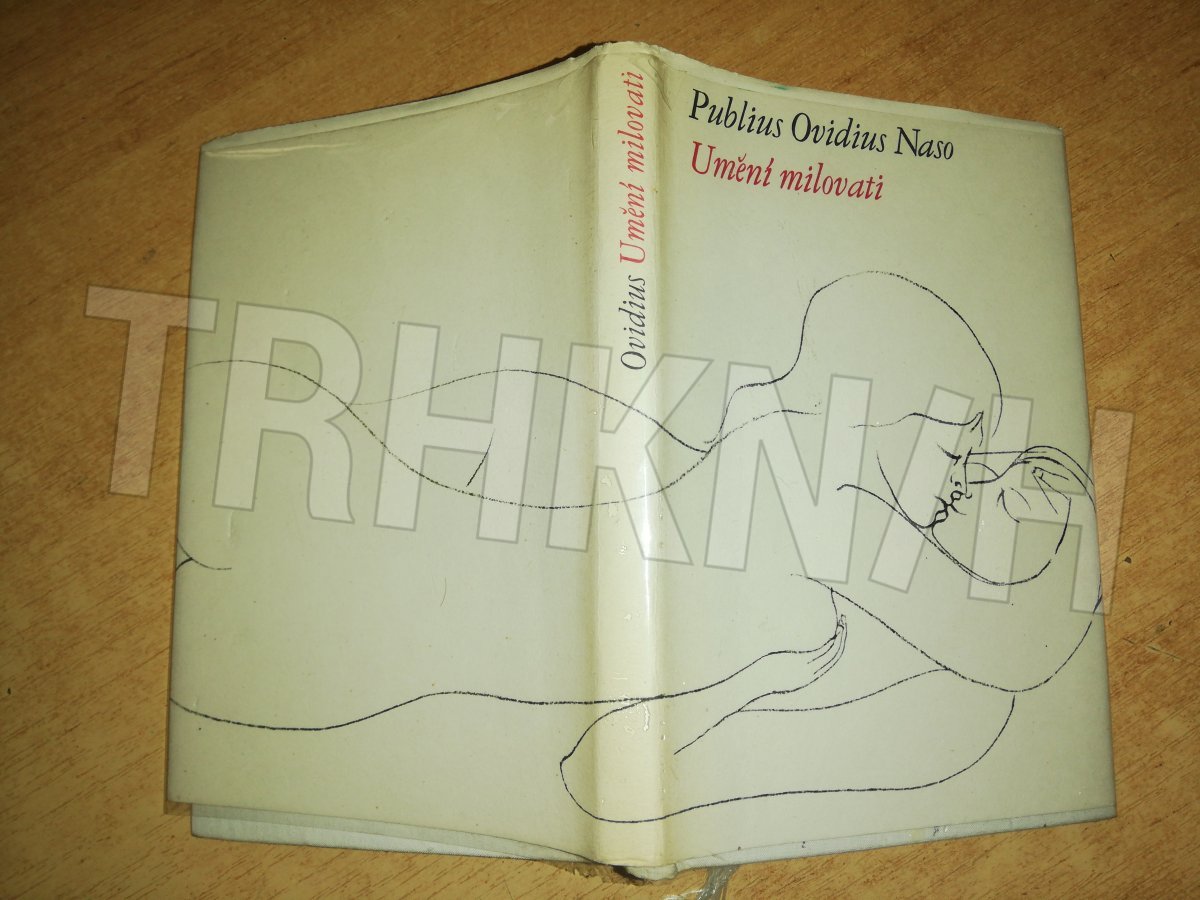 Publius Ovidius Naso
Umění milovati
Ovidius Umění milovati
TRHKNIH